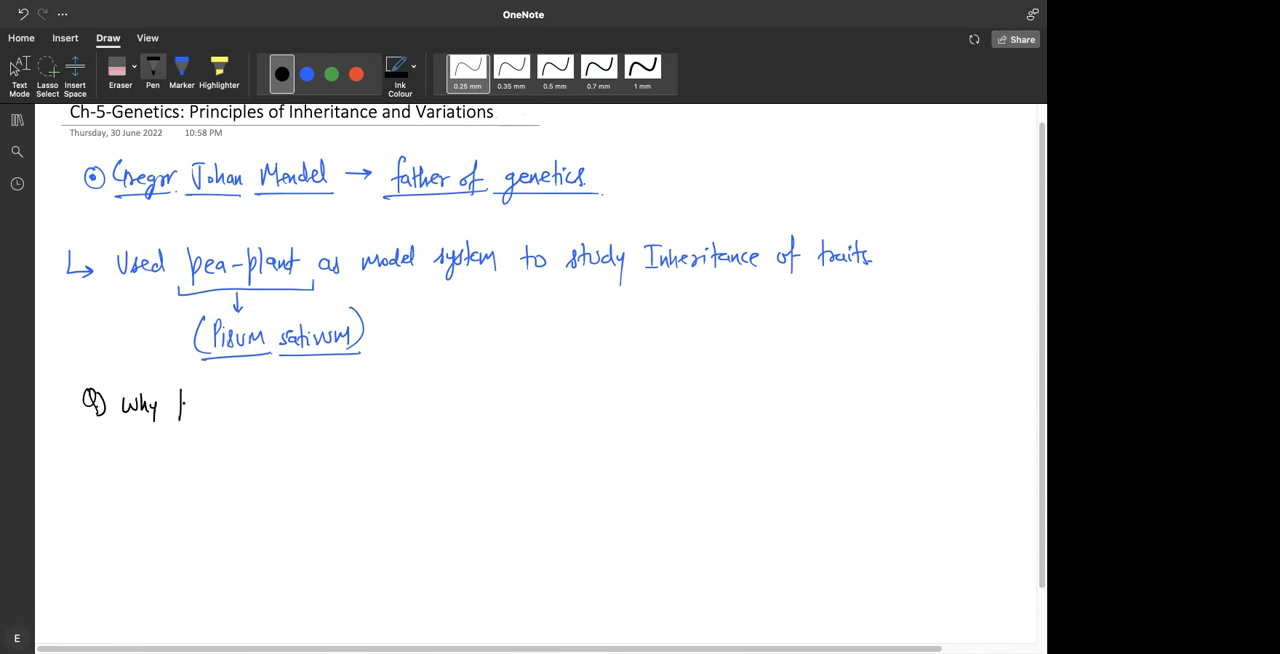 OneNote
Home Insert Draw View
Share
Text Mode
Lasso Select
Insert Space
Eraser
Pen
Marker
Highlighter
Ink Colour
0.25 mm
0.35 mm
0.5 mm
0.7 mm
1 mm
Ch-5-Genetics: Principles of Inheritance and Variations
Thursday, 30 June 2022 10:58 PM
Gregor Johan Mendel → father of genetics.
↳ Used pea-plant as model system to study Inheritance of traits.
(Pisum sativum)
Q) Why
E